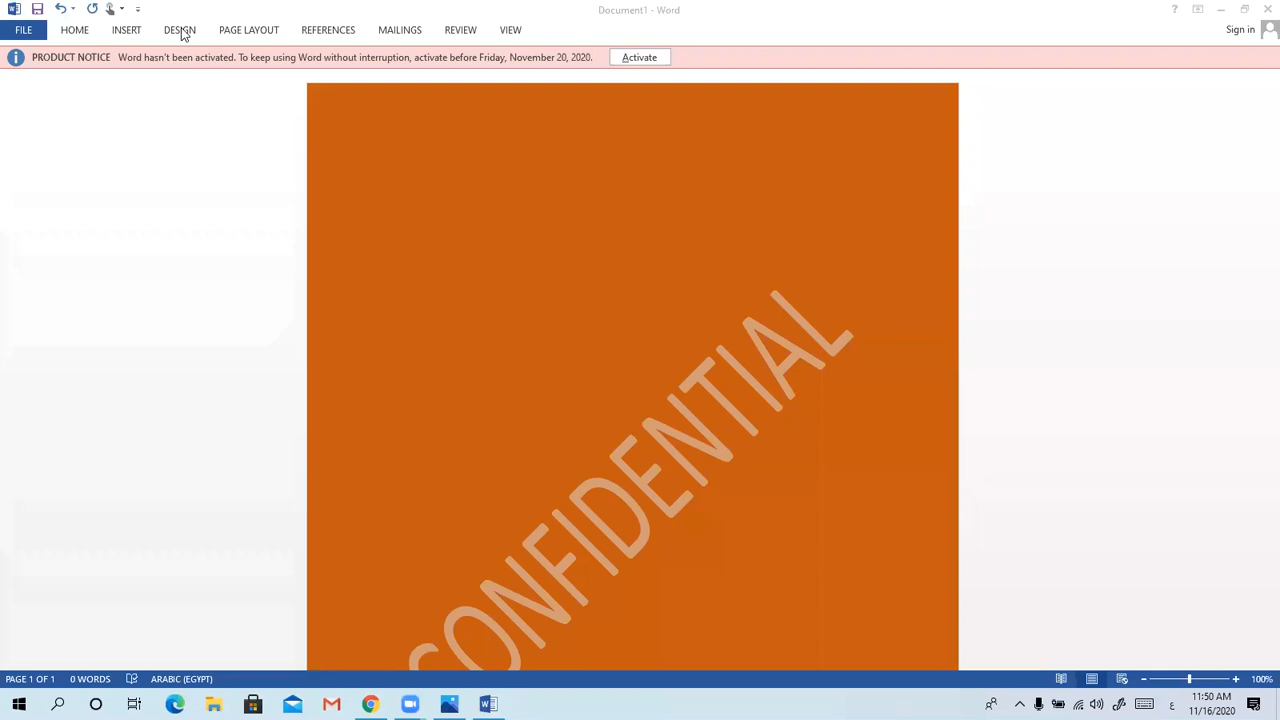 Document1 - Word
?
FILE HOME INSERT DESIGN PAGE LAYOUT REFERENCES MAILINGS REVIEW VIEW Sign in
PRODUCT NOTICE Word hasn't been activated. To keep using Word without interruption, activate before Friday, November 20, 2020. Activate
CONFIDENTIAL
PAGE 1 OF 1 0 WORDS ARABIC (EGYPT) 100%
ع 11:50 AM
11/16/2020